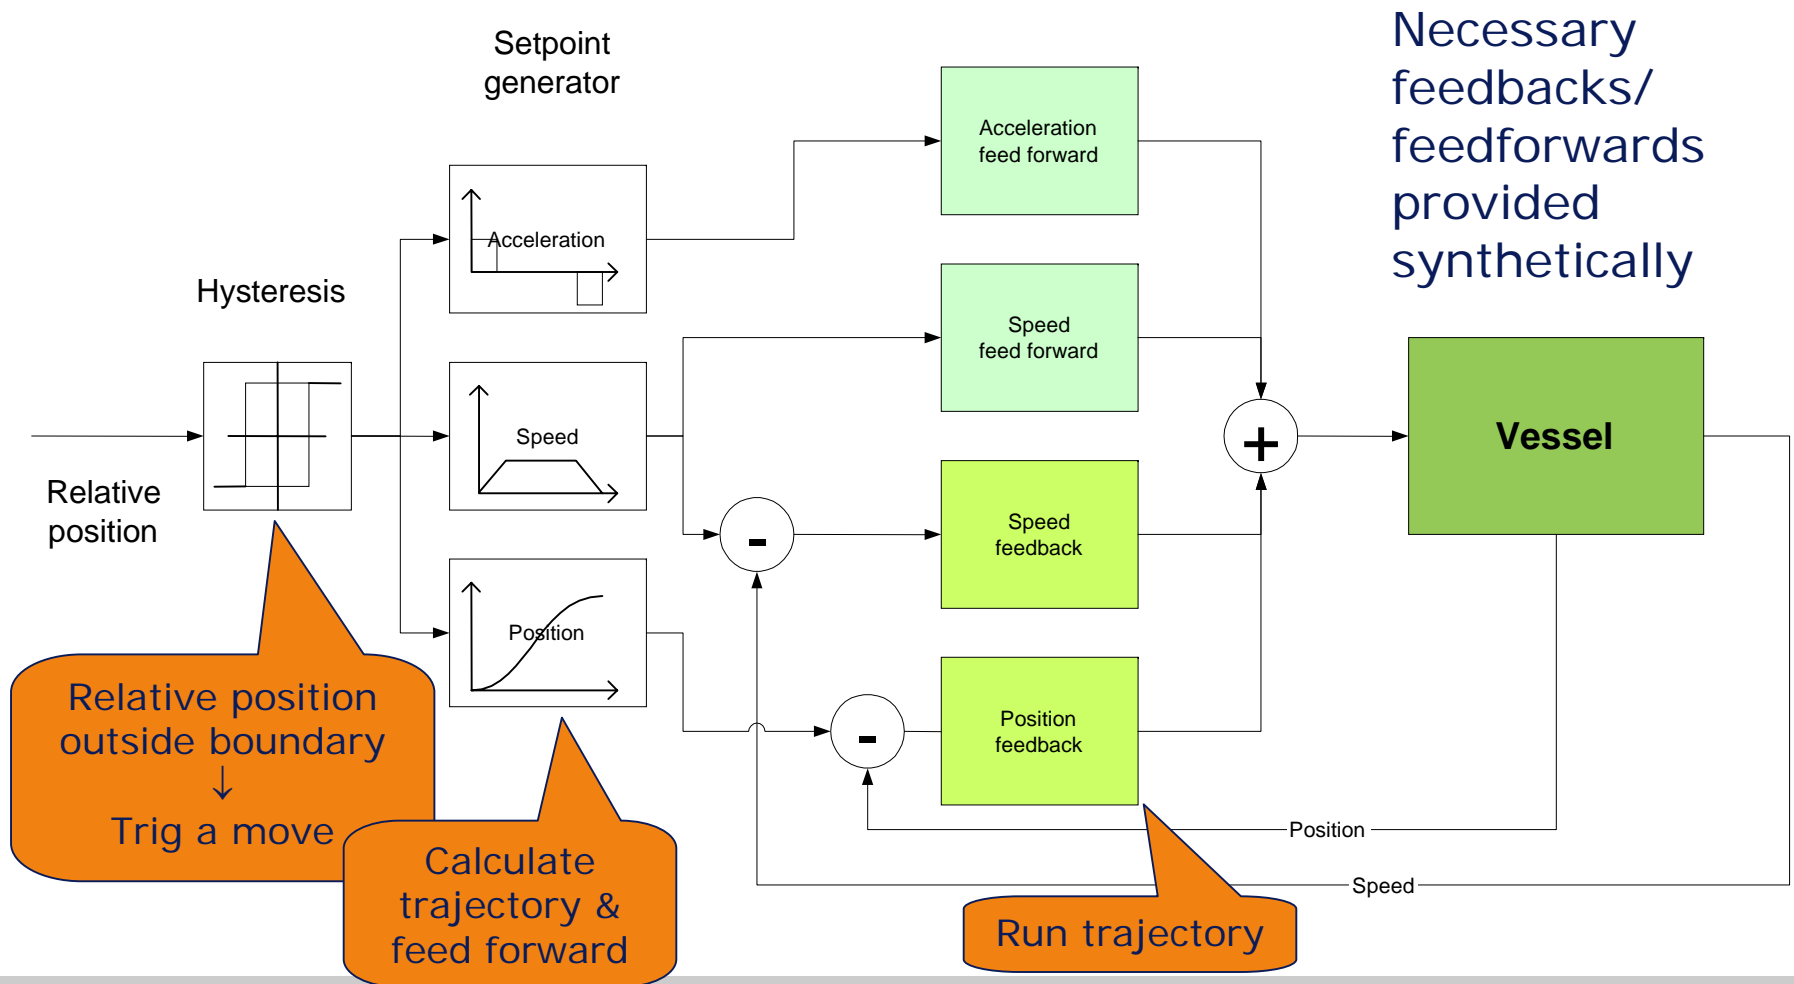 Setpoint
generator
Necessary
feedbacks/
feedforwards
provided
synthetically
Acceleration
feed forward
Acceleration
Hysteresis
Speed
feed forward
Speed
+
Vessel
Relative
position
-
Speed
feedback
Position
-
Position
feedback
Relative position
outside boundary
↓
Trig a move
Position
Calculate
trajectory &
feed forward
Speed
Run trajectory